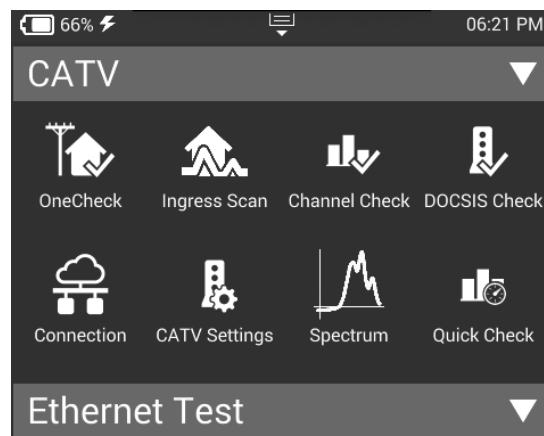 66% 06:21 PM
CATV
OneCheck Ingress Scan Channel Check DOCSIS Check
Connection CATV Settings Spectrum Quick Check
Ethernet Test